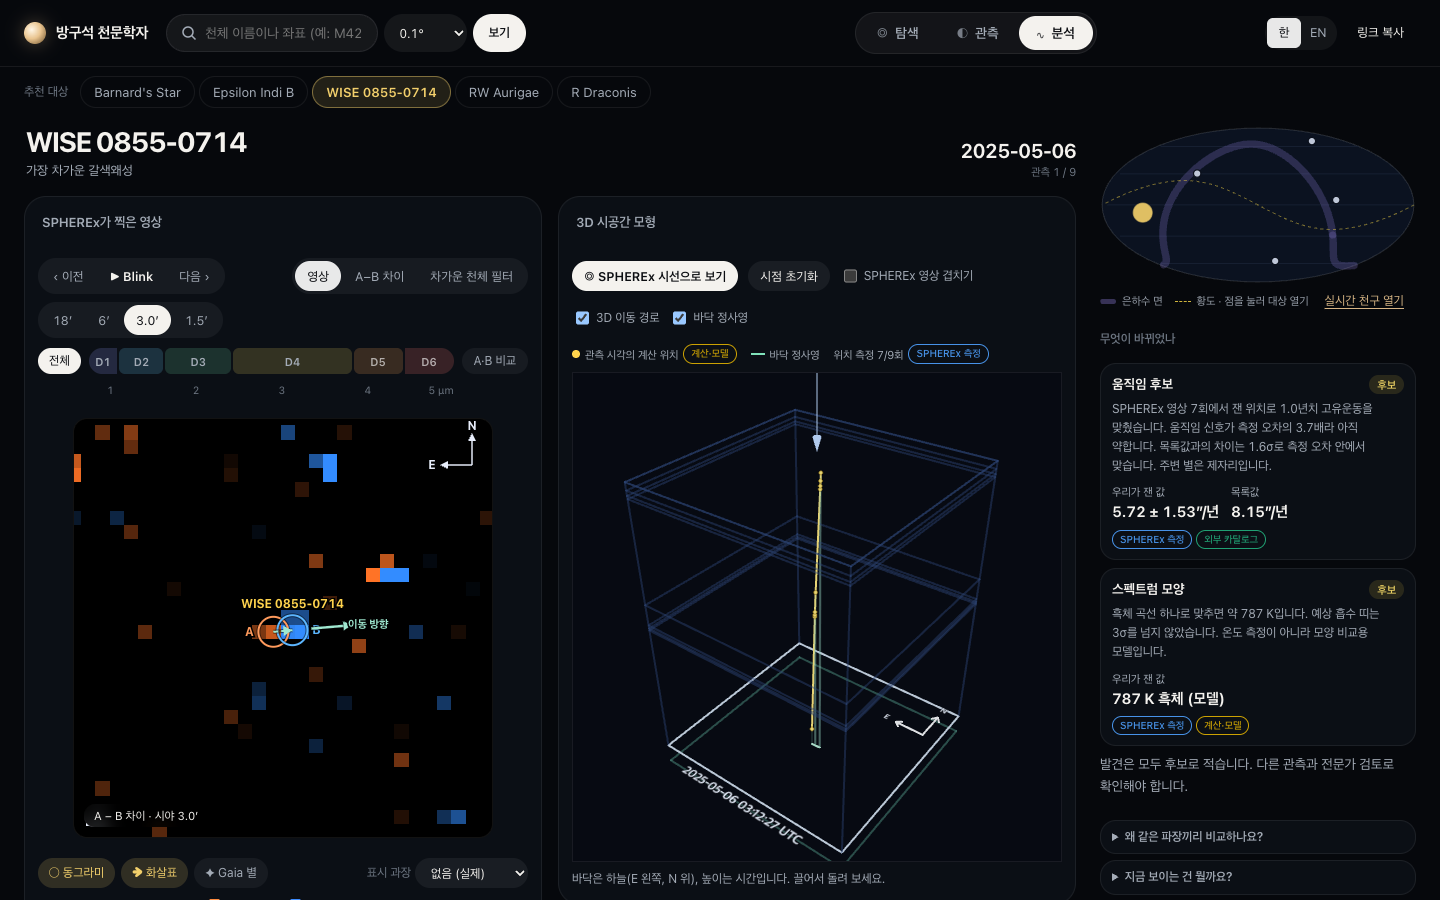 방구석 천문학자
천체 이름이나 좌표 (예: M42
0.1°
보기
탐색
관측
분석
한
EN
링크 복사
추천 대상
Barnard's Star
Epsilon Indi B
WISE 0855-0714
RW Aurigae
R Draconis
WISE 0855-0714
가장 차가운 갈색왜성
2025-05-06
관측 1 / 9
SPHEREx가 찍은 영상
‹ 이전
▶ Blink
다음 ›
영상
A−B 차이
차가운 천체 필터
18′
6′
3.0′
1.5′
전체
D1
D2
D3
D4
D5
D6
A·B 비교
1
2
3
4
5 μm
N
E
WISE 0855-0714
A
B
이동 방향
A − B 차이 · 시야 3.0′
○ 동그라미
화살표
✦ Gaia 별
표시 과장
없음 (실제)
3D 시공간 모형
◎ SPHEREx 시선으로 보기
시점 초기화
SPHEREx 영상 겹치기
3D 이동 경로
바닥 정사영
관측 시각의 계산 위치
계산·모델
바닥 정사영
위치 측정 7/9회
SPHEREx 측정
E
N
2025-05-06 03:12:27 UTC
바닥은 하늘(E 왼쪽, N 위), 높이는 시간입니다. 끌어서 돌려 보세요.
은하수 면
---- 황도 · 점을 눌러 대상 열기
실시간 천구 열기
무엇이 바뀌었나
움직임 후보
후보
SPHEREx 영상 7회에서 잰 위치로 1.0년치 고유운동을
맞췄습니다. 움직임 신호가 측정 오차의 3.7배라 아직
약합니다. 목록값과의 차이는 1.6σ로 측정 오차 안에서
맞습니다. 주변 별은 제자리입니다.
우리가 잰 값
목록값
5.72 ± 1.53″/년
8.15″/년
SPHEREx 측정
외부 카탈로그
스펙트럼 모양
후보
흑체 곡선 하나로 맞추면 약 787 K입니다. 예상 흡수 띠는
3σ를 넘지 않았습니다. 온도 측정이 아니라 모양 비교용
모델입니다.
우리가 잰 값
787 K 흑체 (모델)
SPHEREx 측정
계산·모델
발견은 모두 후보로 적습니다. 다른 관측과 전문가 검토로
확인해야 합니다.
▶ 왜 같은 파장끼리 비교하나요?
▶ 지금 보이는 건 뭘까요?